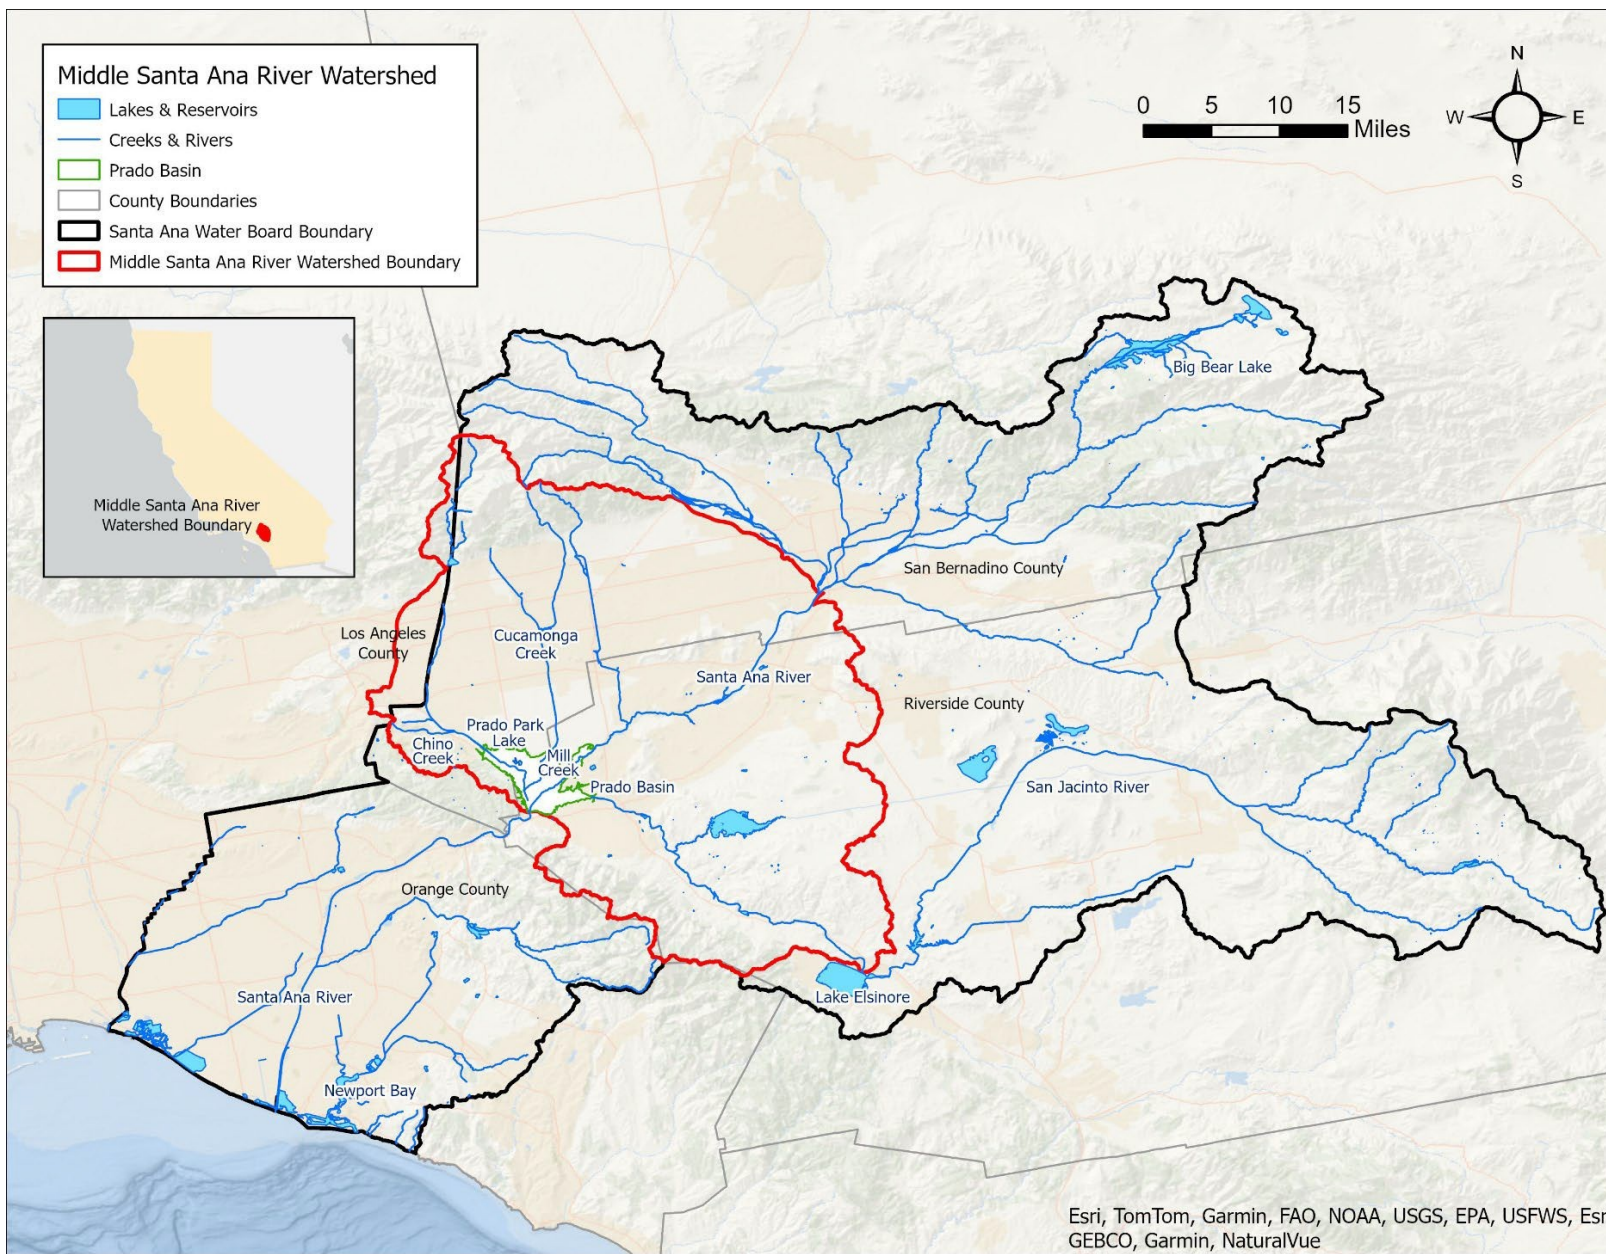 Middle Santa Ana River Watershed
Lakes & Reservoirs
Creeks & Rivers
Prado Basin
County Boundaries
Santa Ana Water Board Boundary
Middle Santa Ana River Watershed Boundary
0 5 10 15
Miles
N
W E
S
Middle Santa Ana River
Watershed Boundary
Big Bear Lake
San Bernadino County
Los Angeles
County
Cucamonga
Creek
Santa Ana River
Riverside County
Prado Park
Lake
Chino
Creek
Mill
Creek
Prado Basin
San Jacinto River
Orange County
Santa Ana River
Lake Elsinore
Newport Bay
Esri, TomTom, Garmin, FAO, NOAA, USGS, EPA, USFWS, Esr
GEBCO, Garmin, NaturalVue